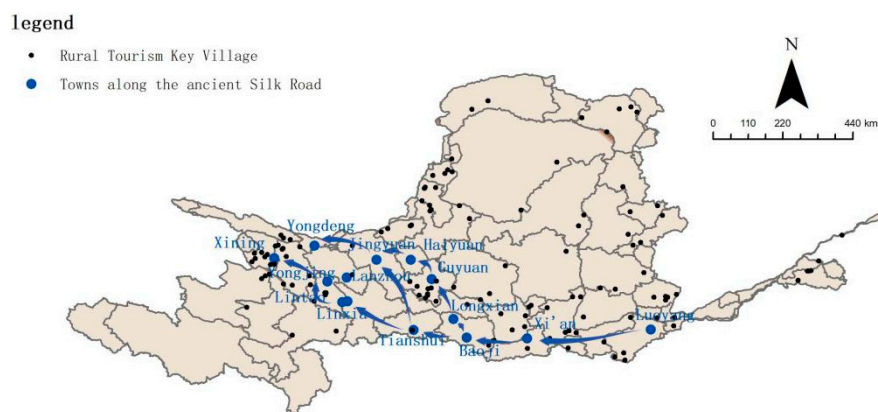 legend
Rural Tourism Key Village
Towns along the ancient Silk Road
N
0 110 220 440 km
Yongdeng
Xining
Jingyuan Haiyuan
Yongjing
Lanzhou
Guyuan
Lintao
Linxia
Longxian
Tianshui
Baoji
Xi'an
Luoyang